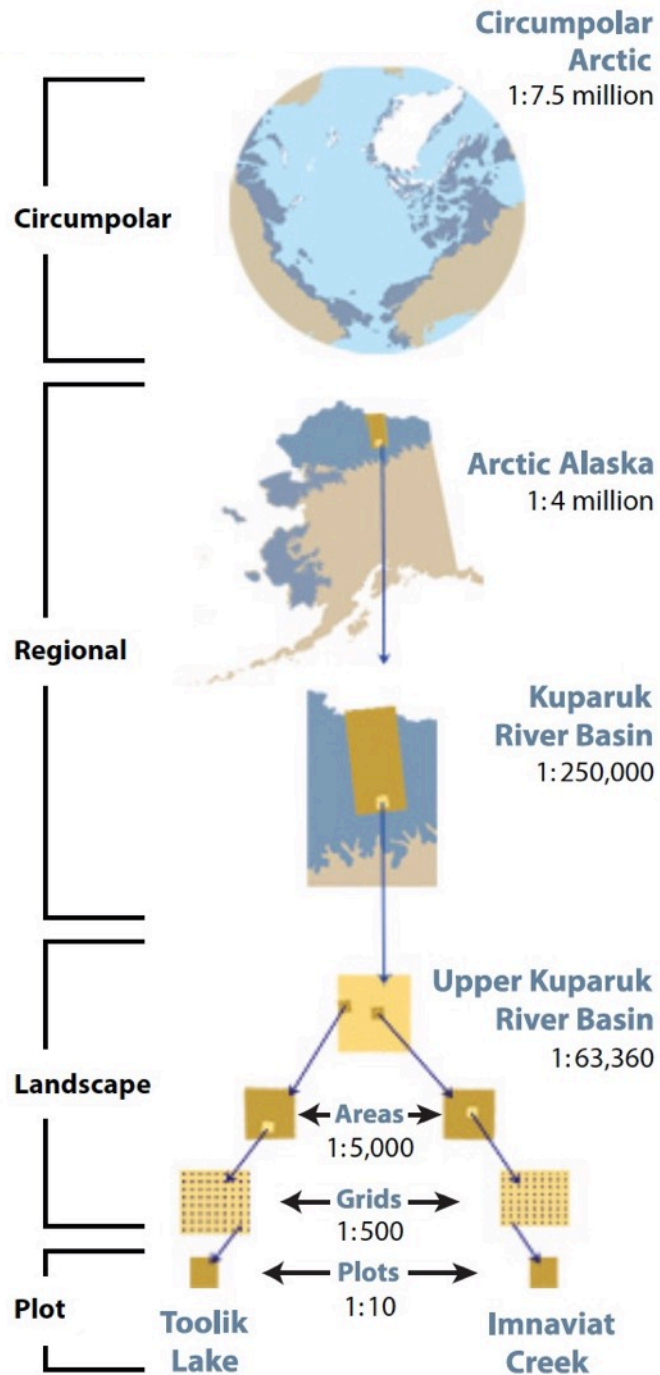 Circumpolar
Arctic
1:7.5 million
Circumpolar
Arctic Alaska
1:4 million
Regional
Kuparuk
River Basin
1:250,000
Upper Kuparuk
River Basin
1:63,360
Landscape
Areas
1:5,000
Grids
1:500
Plots
1:10
Plot
Toolik
Lake
Imnaviat
Creek